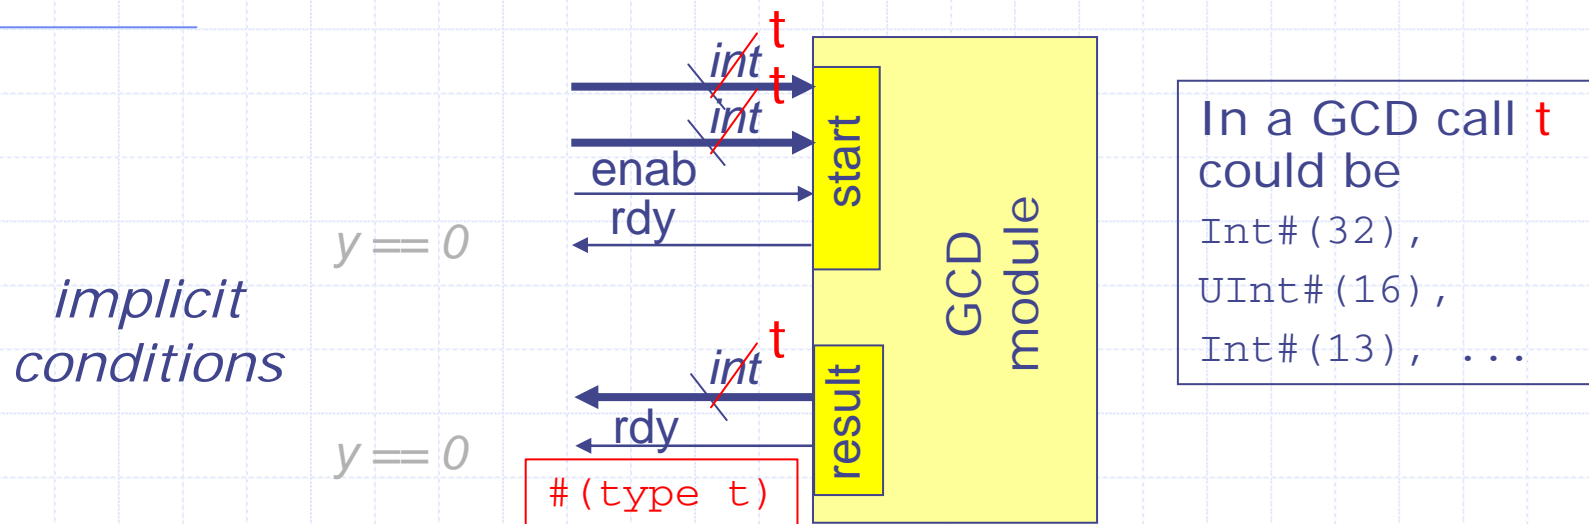 int t
int t
enab
rdy
y == 0
start
implicit
conditions
int t
rdy
y == 0
result
#(type t)
GCD
module
In a GCD call t
could be
Int#(32),
UInt#(16),
Int#(13), ...